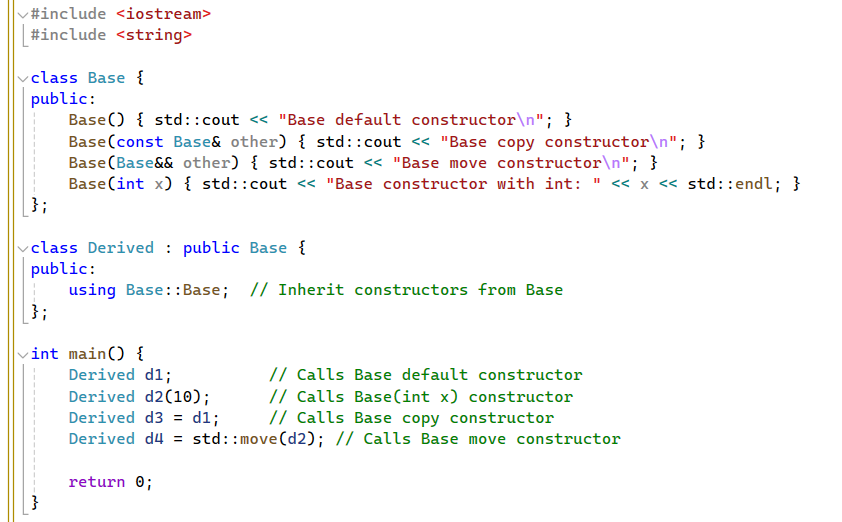 #include <iostream>
#include <string>
class Base {
public:
Base() { std::cout << "Base default constructor\n"; }
Base(const Base& other) { std::cout << "Base copy constructor\n"; }
Base(Base&& other) { std::cout << "Base move constructor\n"; }
Base(int x) { std::cout << "Base constructor with int: " << x << std::endl; }
};
class Derived : public Base {
public:
using Base::Base;  // Inherit constructors from Base
};
int main() {
Derived d1;          // Calls Base default constructor
Derived d2(10);      // Calls Base(int x) constructor
Derived d3 = d1;     // Calls Base copy constructor
Derived d4 = std::move(d2); // Calls Base move constructor
return 0;
}